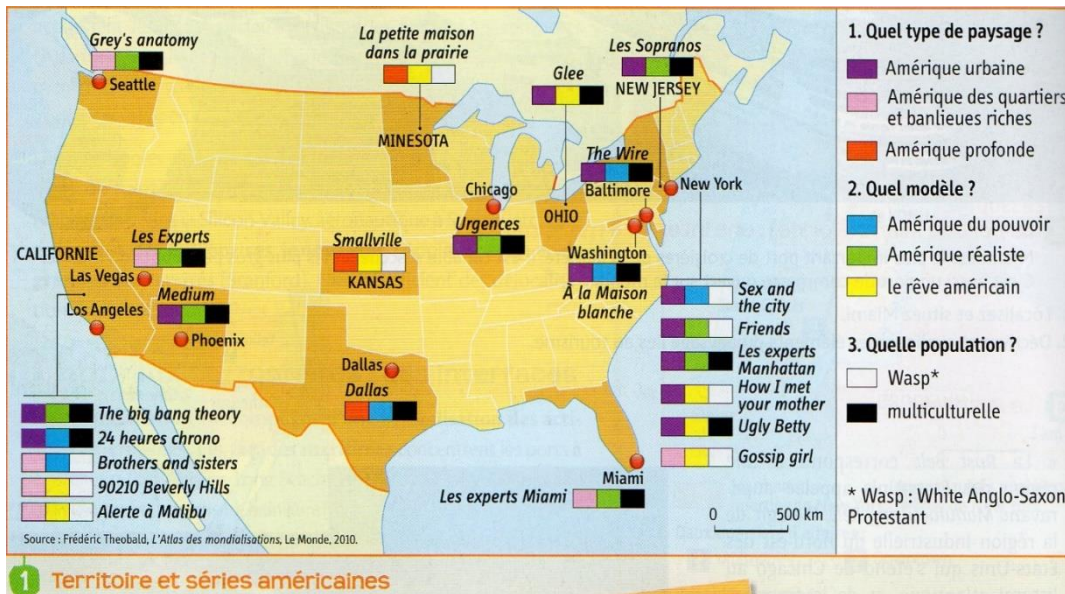 Grey's anatomy
Seattle
La petite maison
dans la prairie
MINESOTA
Glee
OHIO
Les Sopranos
NEW JERSEY
The Wire
Baltimore
New York
Chicago
Urgences
Washington
À la Maison
blanche
Smallville
KANSAS
CALIFORNIE
Les Experts
Las Vegas
Los Angeles
Medium
Phoenix
Dallas
Dallas
Miami
Les experts Miami
The big bang theory
24 heures chrono
Brothers and sisters
90210 Beverly Hills
Alerte à Malibu
Sex and
the city
Friends
Les experts
Manhattan
How I met
your mother
Ugly Betty
Gossip girl
0 500 km
Source : Frédéric Theobald, L'Atlas des mondialisations, Le Monde, 2010.
1. Quel type de paysage ?
Amérique urbaine
Amérique des quartiers
et banlieues riches
Amérique profonde
2. Quel modèle ?
Amérique du pouvoir
Amérique réaliste
le rêve américain
3. Quelle population ?
Wasp*
multiculturelle
* Wasp : White Anglo-Saxon
Protestant
1 Territoire et séries américaines